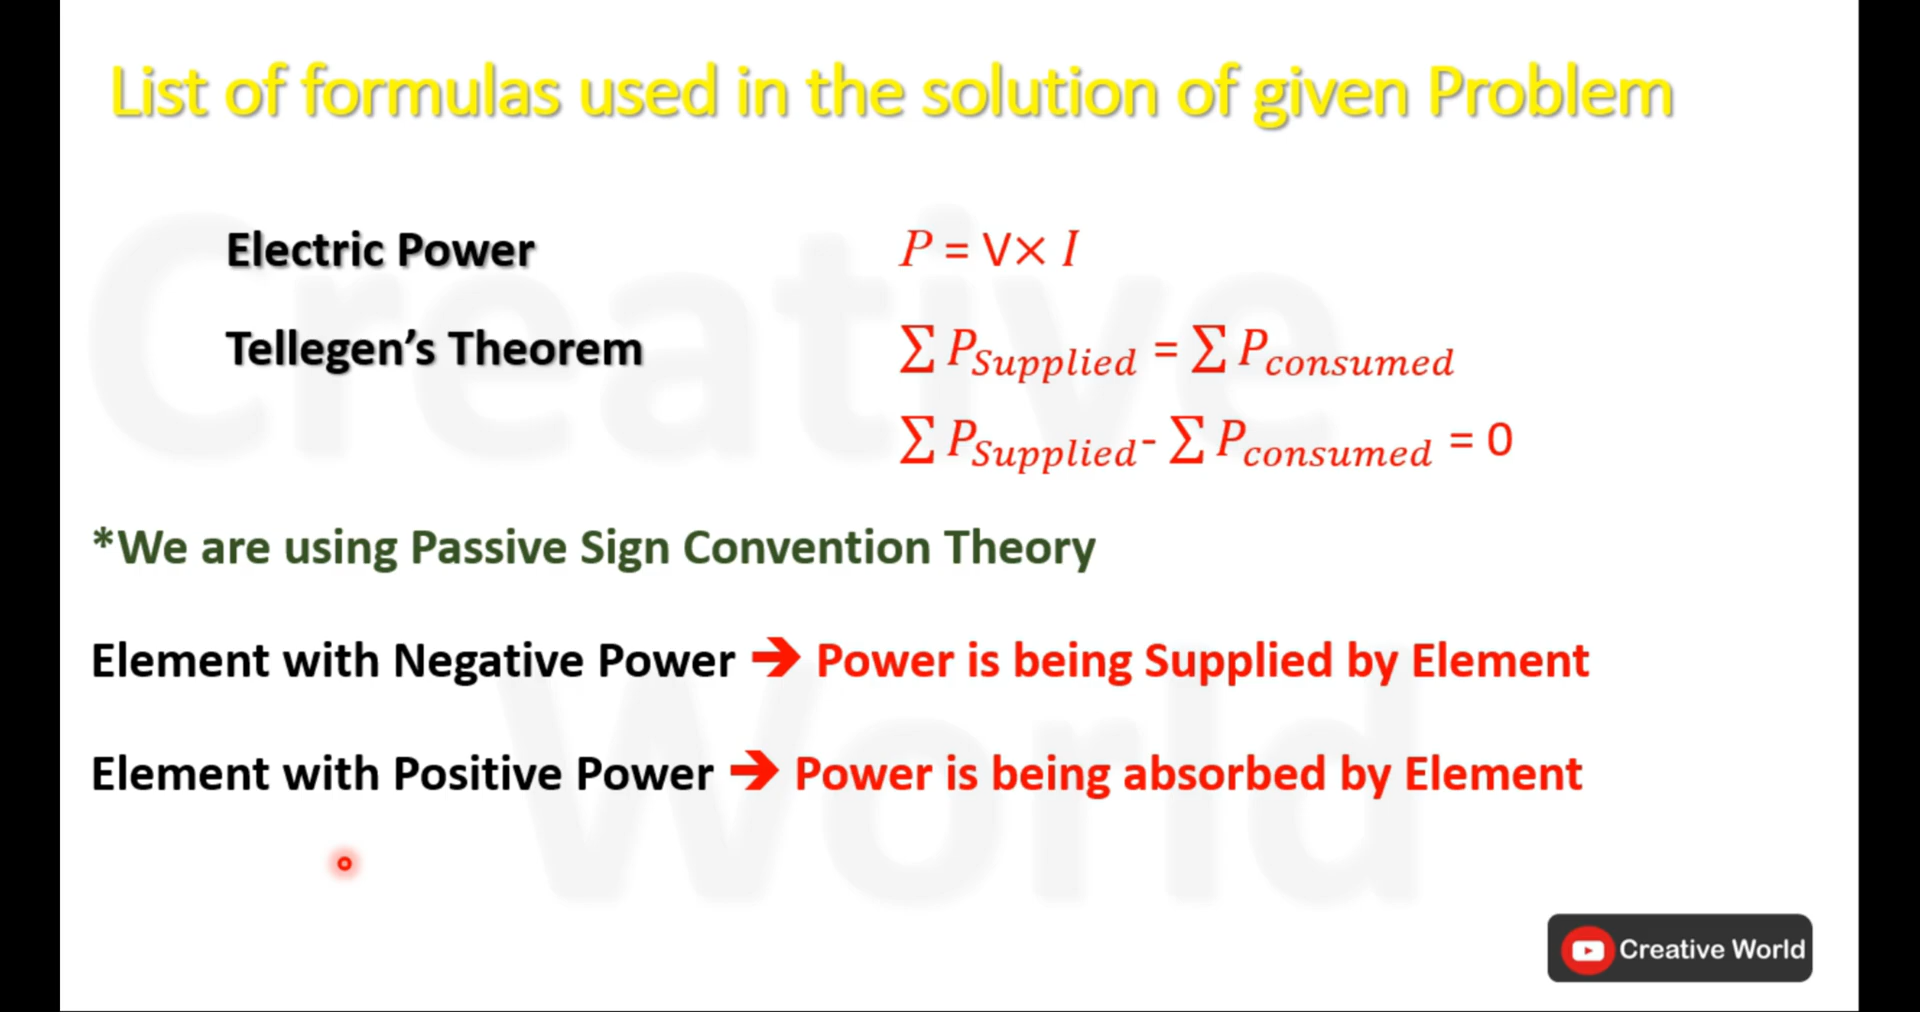 List of formulas used in the solution of given Problem
Electric Power P = V× I
Tellegen’s Theorem ∑ P_Supplied = ∑ P_consumed
∑ P_Supplied - ∑ P_consumed = 0
*We are using Passive Sign Convention Theory
Element with Negative Power ➔ Power is being Supplied by Element
Element with Positive Power ➔ Power is being absorbed by Element
Creative World
Creative World